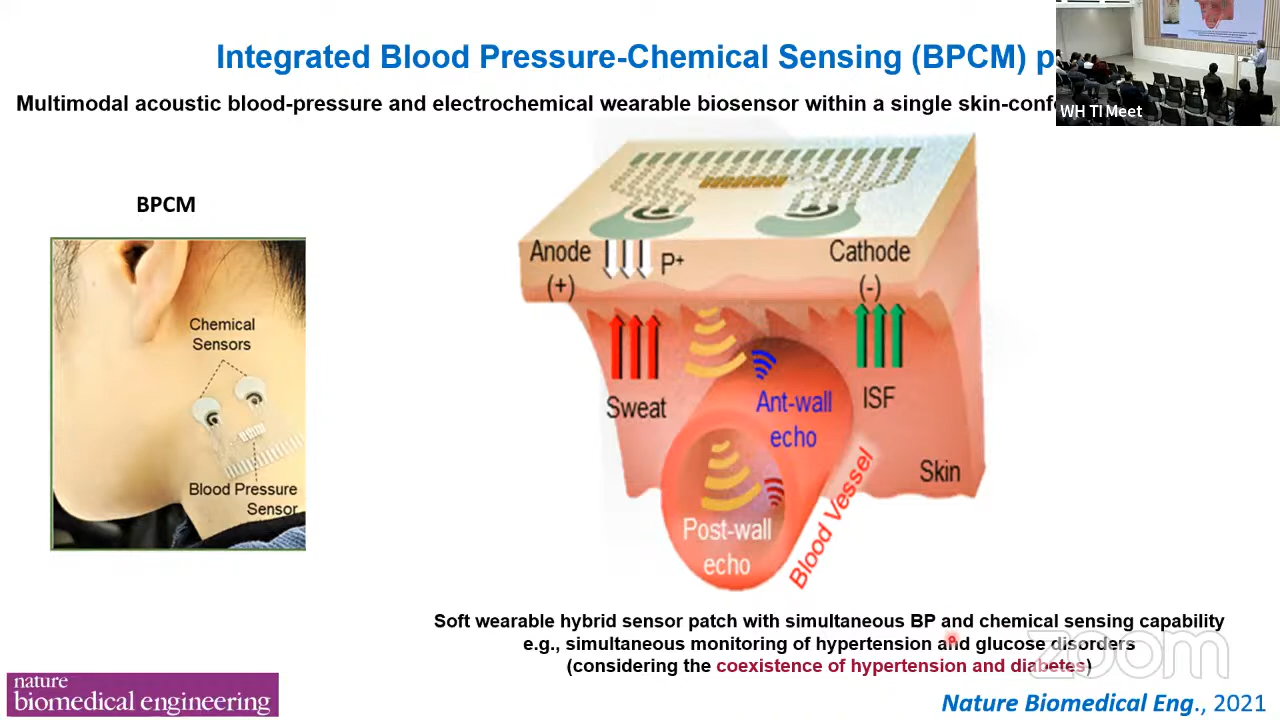 Integrated Blood Pressure-Chemical Sensing (BPCM) p
Multimodal acoustic blood-pressure and electrochemical wearable biosensor within a single skin-conf
WH TI Meet
BPCM
Chemical
Sensors
Blood Pressure
Sensor
Anode
(+)
P+
Cathode
(-)
Sweat
Ant-wall
echo
ISF
Skin
Post-wall
echo
Blood Vessel
Soft wearable hybrid sensor patch with simultaneous BP and chemical sensing capability
e.g., simultaneous monitoring of hypertension and glucose disorders
(considering the coexistence of hypertension and diabetes)
zoom
nature
biomedical engineering
Nature Biomedical Eng., 2021